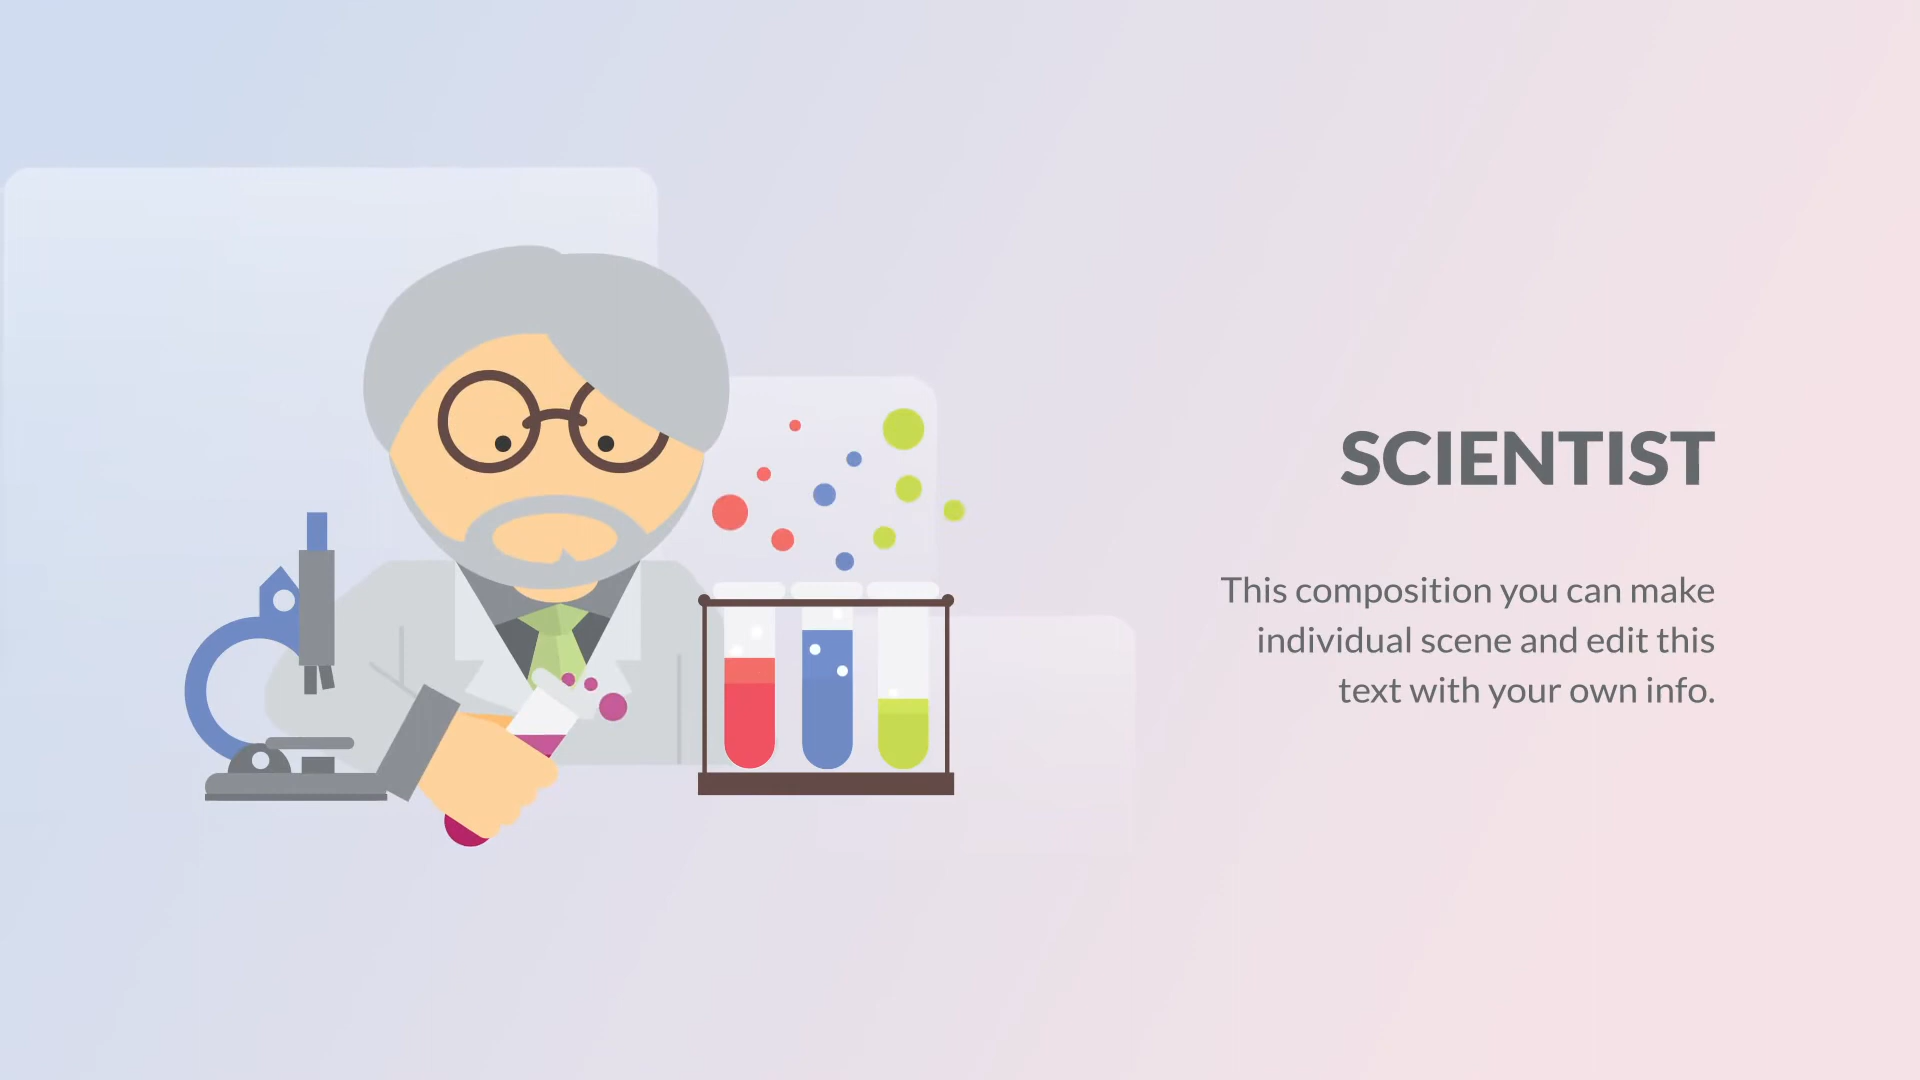 SCIENTIST
This composition you can make
individual scene and edit this
text with your own info.